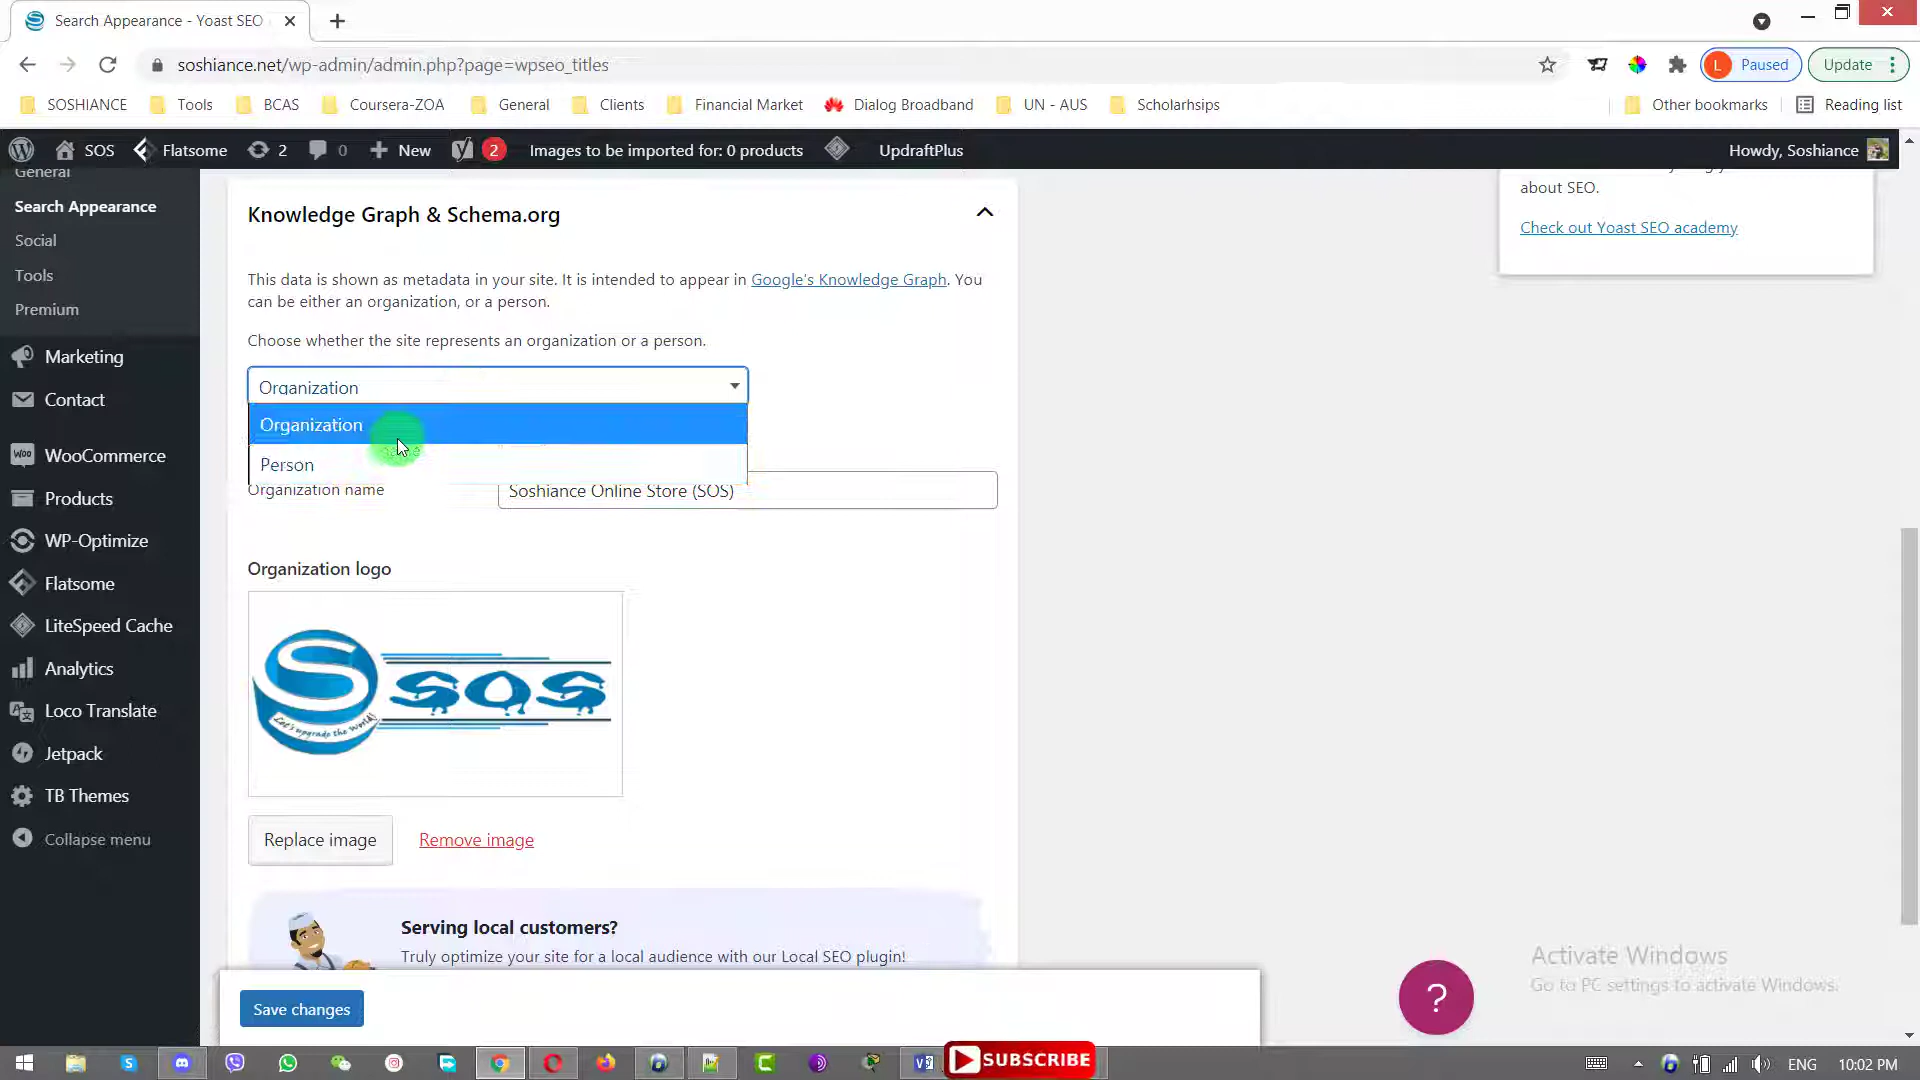 Search Appearance - Yoast SEO
soshiance.net/wp-admin/admin.php?page=wpseo_titles
L Paused
Update
SOSHIANCE
Tools
BCAS
Coursera-ZOA
General
Clients
Financial Market
Dialog Broadband
UN - AUS
Scholarhsips
Other bookmarks
Reading list
SOS
Flatsome
2
0
New
2
Images to be imported for: 0 products
UpdraftPlus
Howdy, Soshiance
General
Search Appearance
Social
Tools
Premium
Marketing
Contact
WooCommerce
Products
WP-Optimize
Flatsome
LiteSpeed Cache
Analytics
Loco Translate
Jetpack
TB Themes
Collapse menu
Knowledge Graph & Schema.org
This data is shown as metadata in your site. It is intended to appear in Google's Knowledge Graph. You
can be either an organization, or a person.
Choose whether the site represents an organization or a person.
Organization
Organization
Person
Organization name
Soshiance Online Store (SOS)
Organization logo
S SOS
Let's upgrade the world!
Replace image
Remove image
Serving local customers?
Truly optimize your site for a local audience with our Local SEO plugin!
Save changes
about SEO.
Check out Yoast SEO academy
?
Activate Windows
Go to PC settings to activate Windows.
SUBSCRIBE
ENG
10:02 PM